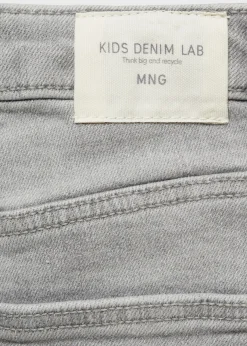 KIDS DENIM LAB
Think big and recycle
MNG